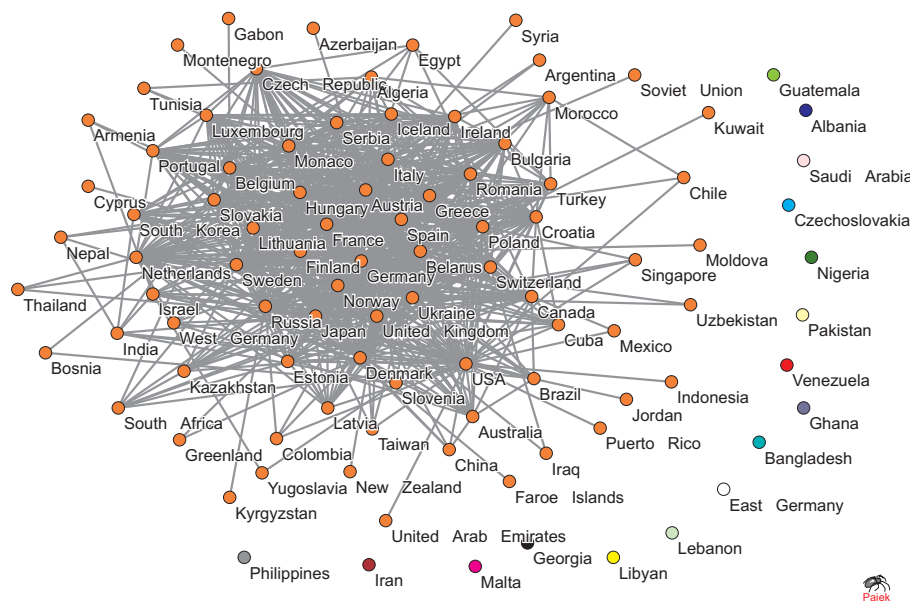 Gabon
Montenegro
Azerbaijan
Egypt
Syria
Czech Republic
Algeria
Argentina
Soviet Union
Guatemala
Tunisia
Morocco
Kuwait
Albania
Armenia
Luxembourg
Serbia
Iceland
Ireland
Portugal
Monaco
Italy
Bulgaria
Saudi Arabia
Belgium
Romania
Turkey
Chile
Cyprus
Slovakia
Hungary
Austria
Greece
Czechoslovakia
South Korea
Lithuania
France
Spain
Poland
Croatia
Nepal
Netherlands
Sweden
Finland
Germany
Belarus
Switzerland
Singapore
Moldova
Nigeria
Thailand
Israel
Norway
Ukraine
Canada
Uzbekistan
India
West Germany
Russia
Japan
United Kingdom
Cuba
Mexico
Pakistan
Bosnia
Kazakhstan
Estonia
Denmark
USA
Brazil
Indonesia
Venezuela
South Africa
Latvia
Slovenia
Australia
Jordan
Ghana
Greenland
Colombia
Taiwan
China
Iraq
Puerto Rico
Bangladesh
Yugoslavia
New Zealand
Faroe Islands
East Germany
Kyrgyzstan
United Arab Emirates
Georgia
Lebanon
Philippines
Iran
Malta
Libyan
Pajek